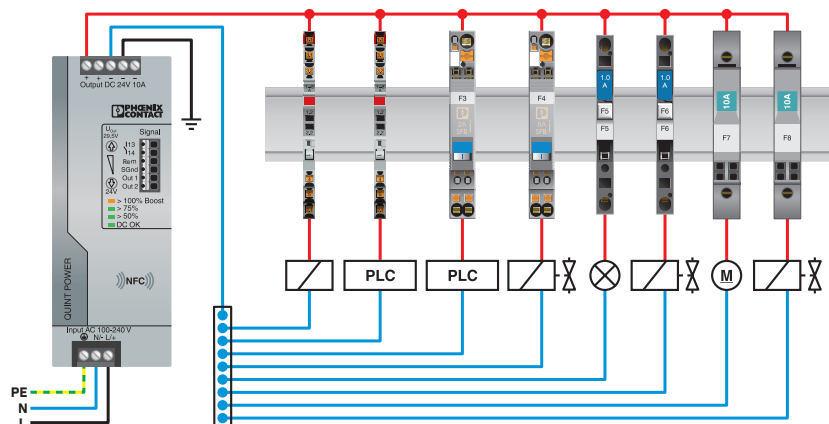 + + − − −
Output DC 24V 10A
PHŒNIX
CONTACT
UOut
29,5V
Signal
13
14
Rem
SGnd
Out 1
Out 2
24V
> 100% Boost
> 75%
> 50%
DC OK
NFC
QUINT POWER
Input AC 100-240 V
N/- L/+
PE
N
L
F3
F4
1.0
A
F5
F5
1.0
A
F6
F6
10A
F7
10A
F8
PLC
PLC
M